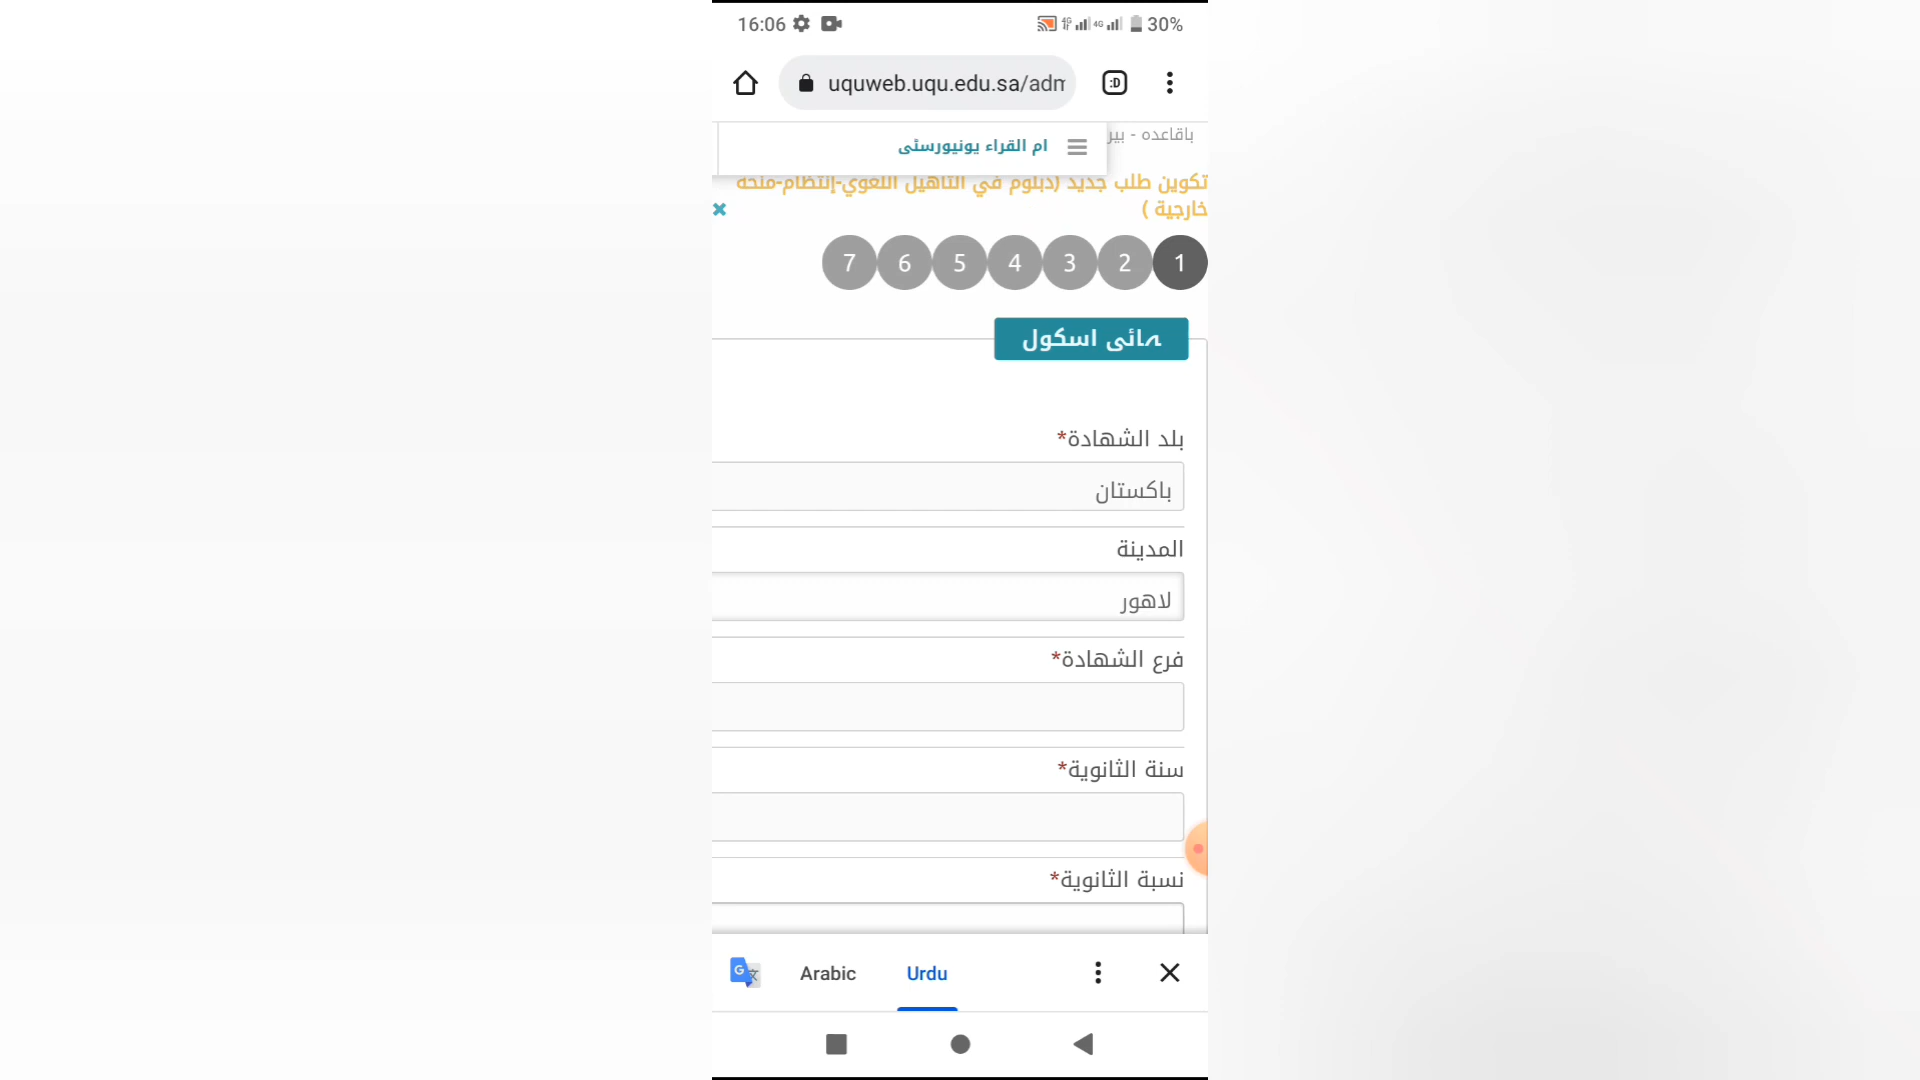 16:06
30%
uquweb.uqu.edu.sa/adm
باقاعدہ - بیر
ام القراء یونیورسٹی
تكوين طلب جديد (دبلوم في التأهيل اللغوي-إنتظام-منحة
خارجية )
1 2 3 4 5 6 7
ہائی اسکول
بلد الشهادة*
باكستان
المدينة
لاهور
فرع الشهادة*
سنة الثانوية*
نسبة الثانوية*
Arabic Urdu